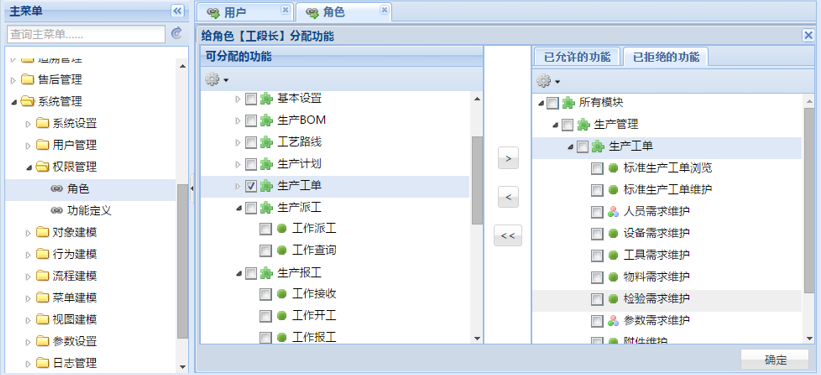 主菜单
查询主菜单......
追溯管理
售后管理
系统管理
系统设置
用户管理
权限管理
角色
功能定义
对象建模
行为建模
流程建模
菜单建模
视图建模
参数设置
日志管理
用户
角色
给角色【工段长】分配功能
可分配的功能
基本设置
生产BOM
工艺路线
生产计划
生产工单
生产派工
工作派工
工作查询
生产报工
工作接收
工作开工
工作报工
>
<
<<
已允许的功能
已拒绝的功能
所有模块
生产管理
生产工单
标准生产工单浏览
标准生产工单维护
人员需求维护
设备需求维护
工具需求维护
物料需求维护
检验需求维护
参数需求维护
附件维护
确定